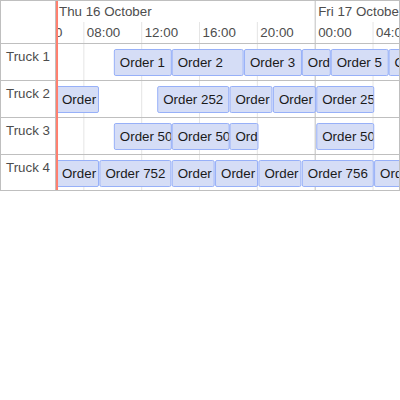 Thu 16 October Fri 17 Octobe
08:00 12:00 16:00 20:00 00:00 04:0
Truck 1 Order 1 Order 2 Order 3 Ord Order 5
Truck 2 Order Order 252 Order Order Order 25
Truck 3 Order 50 Order 50 Ord Order 50
Truck 4 Order Order 752 Order Order Order Order 756 Ord